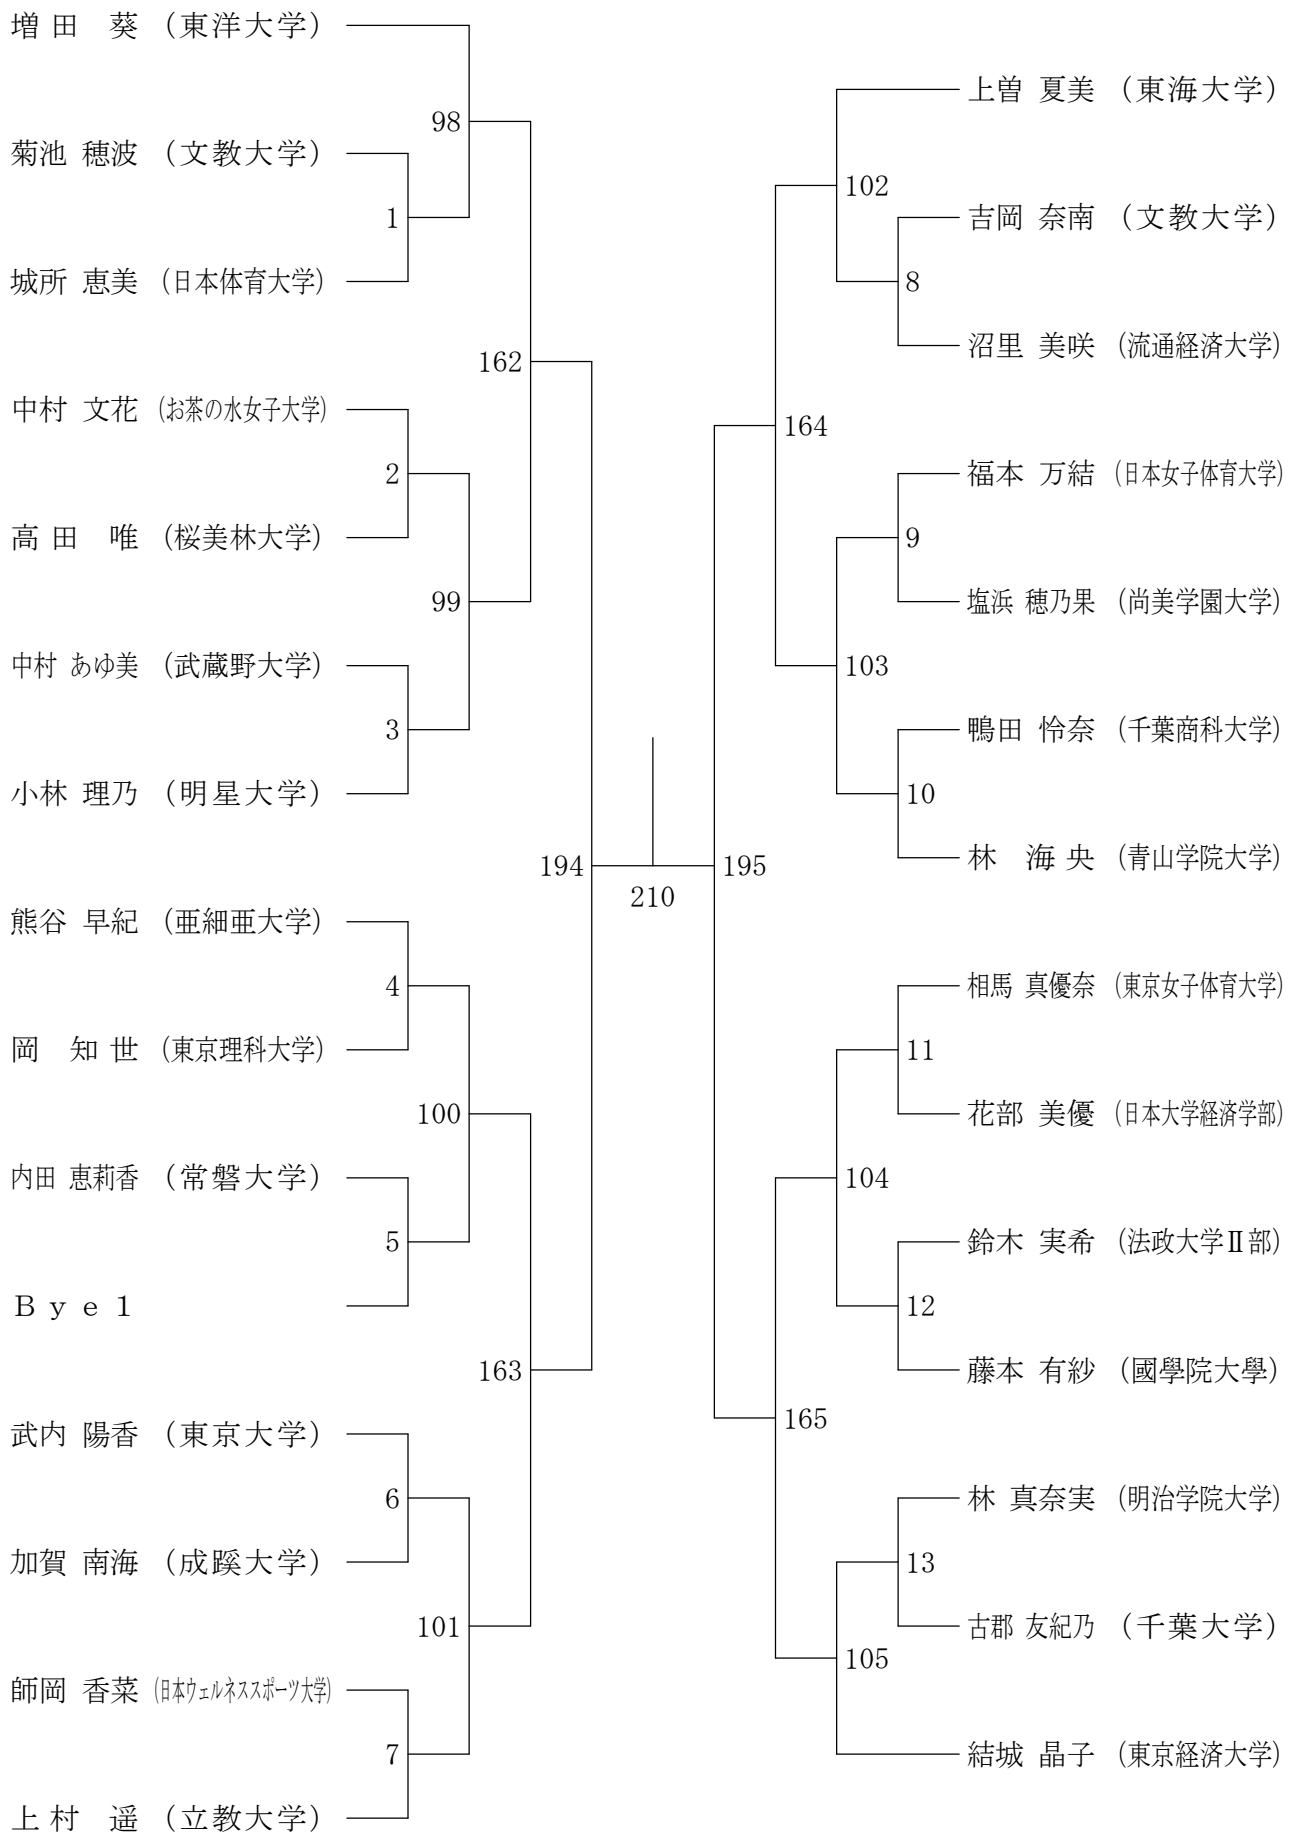 増田 葵 (東洋大学)
98
菊池 穂波 (文教大学)
1
城所 恵美 (日本体育大学)
162
中村 文花 (お茶の水女子大学)
2
高田 唯 (桜美林大学)
99
中村 あゆ美 (武蔵野大学)
3
小林 理乃 (明星大学)
194
熊谷 早紀 (亜細亜大学)
4
岡 知世 (東京理科大学)
100
内田 恵莉香 (常磐大学)
5
Bye1
163
武内 陽香 (東京大学)
6
加賀 南海 (成蹊大学)
101
師岡 香菜 (日本ウェルネススポーツ大学)
7
上村 遥 (立教大学)
210
上曽 夏美 (東海大学)
102
吉岡 奈南 (文教大学)
8
沼里 美咲 (流通経済大学)
164
福本 万結 (日本女子体育大学)
9
塩浜 穂乃果 (尚美学園大学)
103
鴨田 怜奈 (千葉商科大学)
10
林 海央 (青山学院大学)
195
相馬 真優奈 (東京女子体育大学)
11
花部 美優 (日本大学経済学部)
104
鈴木 実希 (法政大学Ⅱ部)
12
藤本 有紗 (國學院大學)
165
林 真奈実 (明治学院大学)
13
古郡 友紀乃 (千葉大学)
105
結城 晶子 (東京経済大学)